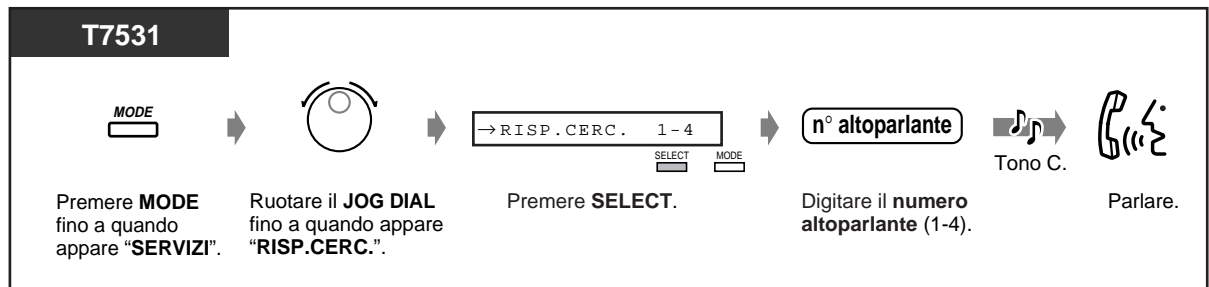 T7531
MODE
→RISP.CERC. 1-4
SELECT MODE
n° altoparlante
Tono C.
Premere MODE
fino a quando
appare “SERVIZI”.
Ruotare il JOG DIAL
fino a quando appare
“RISP.CERC.”.
Premere SELECT.
Digitare il numero
altoparlante (1-4).
Parlare.